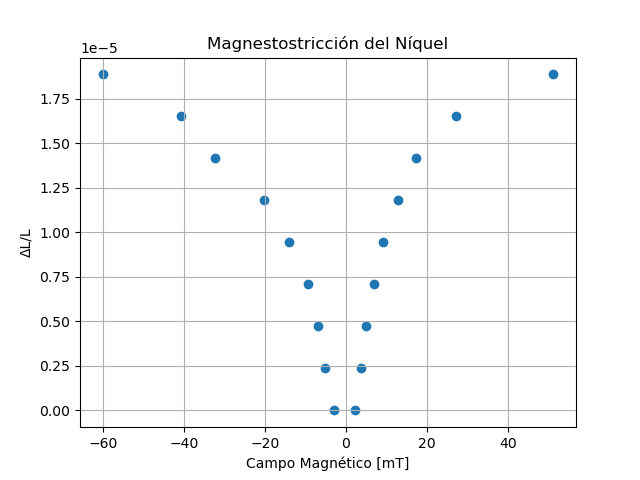 Magnestostricción del Níquel
1e−5
1.75
1.50
1.25
1.00
0.75
0.50
0.25
0.00
ΔL/L
−60 −40 −20 0 20 40
Campo Magnético [mT]